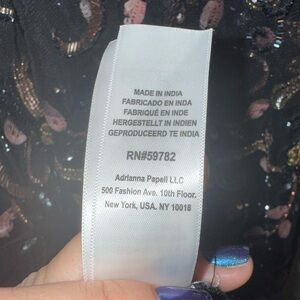 MADE IN INDIA
FABRICADO EN INDA
FABRIQUÉ EN INDE
HERGESTELLT IN INDIEN
GEPRODUCEERD TE INDIA
RN#59782
Adrianna Papell LLC
500 Fashion Ave. 10th Floor.
New York, USA. NY 10018